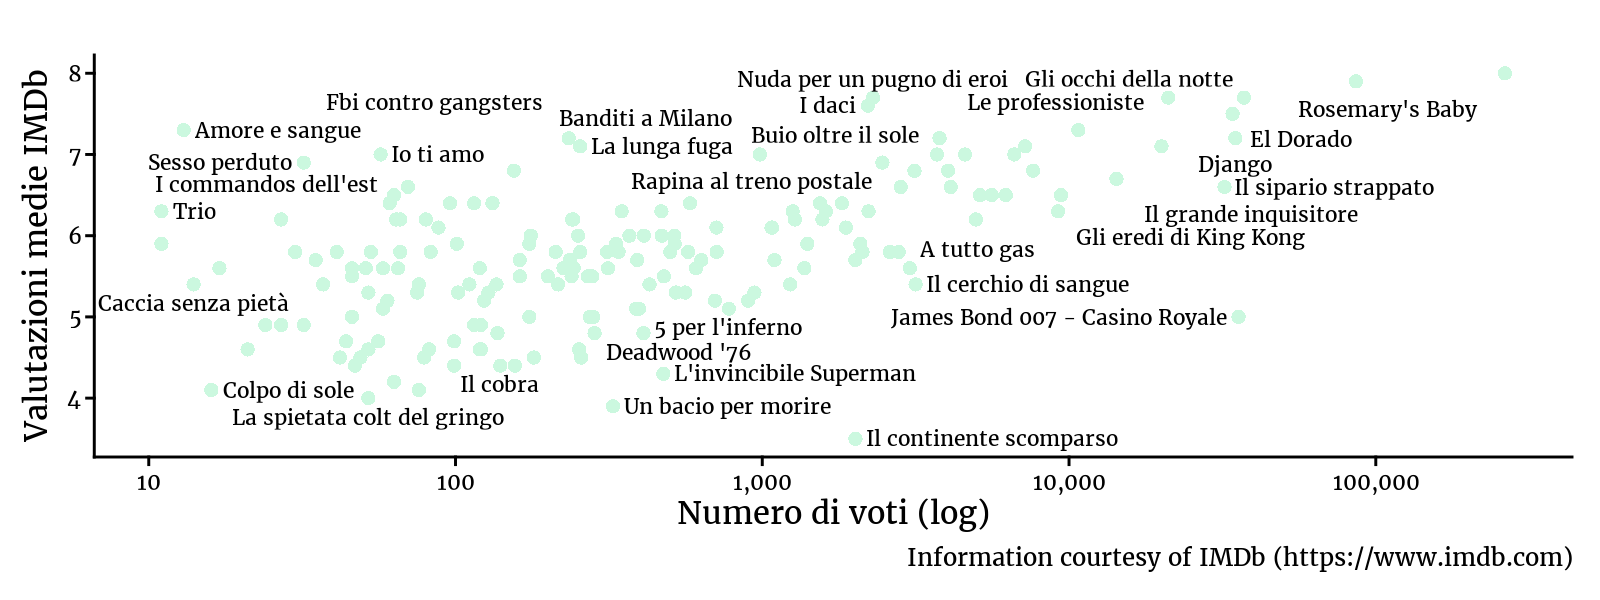 Valutazioni medie IMDb
8
7
6
5
4
Nuda per un pugno di eroi
Gli occhi della notte
Fbi contro gangsters
I daci
Le professioniste
Rosemary's Baby
Banditi a Milano
Amore e sangue
Buio oltre il sole
El Dorado
La lunga fuga
Io ti amo
Sesso perduto
Django
I commandos dell'est
Rapina al treno postale
Il sipario strappato
Trio
Il grande inquisitore
Gli eredi di King Kong
A tutto gas
Il cerchio di sangue
Caccia senza pietà
James Bond 007 - Casino Royale
5 per l'inferno
Deadwood '76
L'invincibile Superman
Il cobra
Colpo di sole
Un bacio per morire
La spietata colt del gringo
Il continente scomparso
10
100
1,000
10,000
100,000
Numero di voti (log)
Information courtesy of IMDb (https://www.imdb.com)